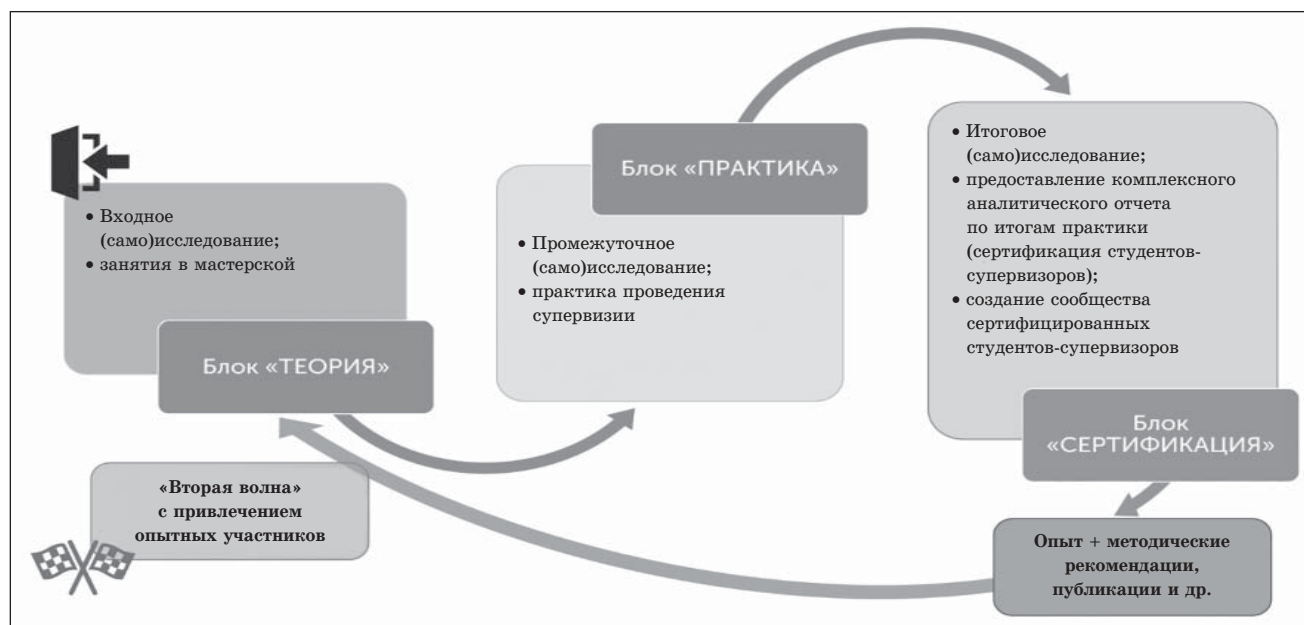 • Входное
(само)исследование;
• занятия в мастерской
Блок «ТЕОРИЯ»
Блок «ПРАКТИКА»
• Промежуточное
(само)исследование;
• практика проведения
супервизии
• Итоговое
(само)исследование;
• предоставление комплексного
аналитического отчета
по итогам практики
(сертификация студентов-
супервизоров);
• создание сообщества
сертифицированных
студентов-супервизоров
Блок
«СЕРТИФИКАЦИЯ»
Опыт + методические
рекомендации,
публикации и др.
«Вторая волна»
с привлечением
опытных участников